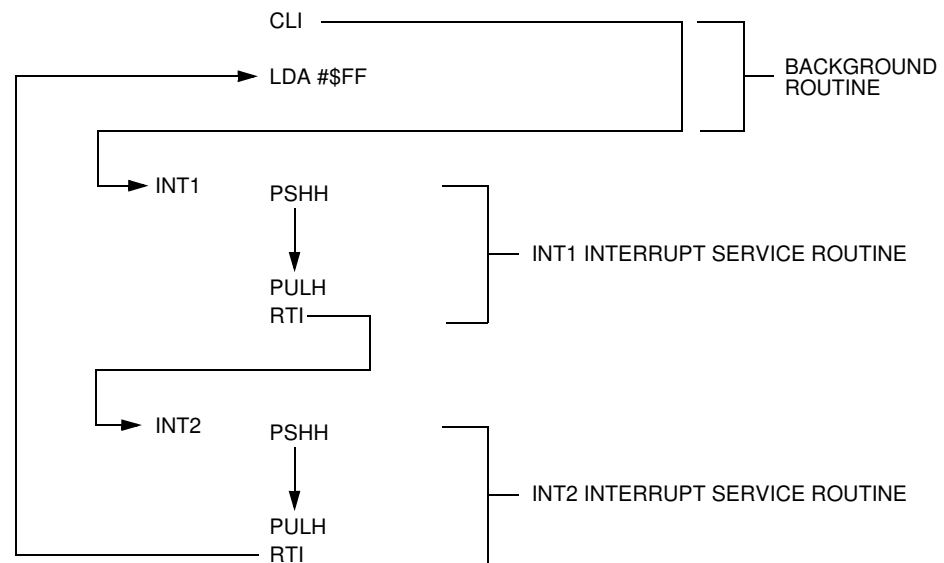 CLI
LDA #$FF
BACKGROUND
ROUTINE
INT1
PSHH
INT1 INTERRUPT SERVICE ROUTINE
PULH
RTI
INT2
PSHH
INT2 INTERRUPT SERVICE ROUTINE
PULH
RTI